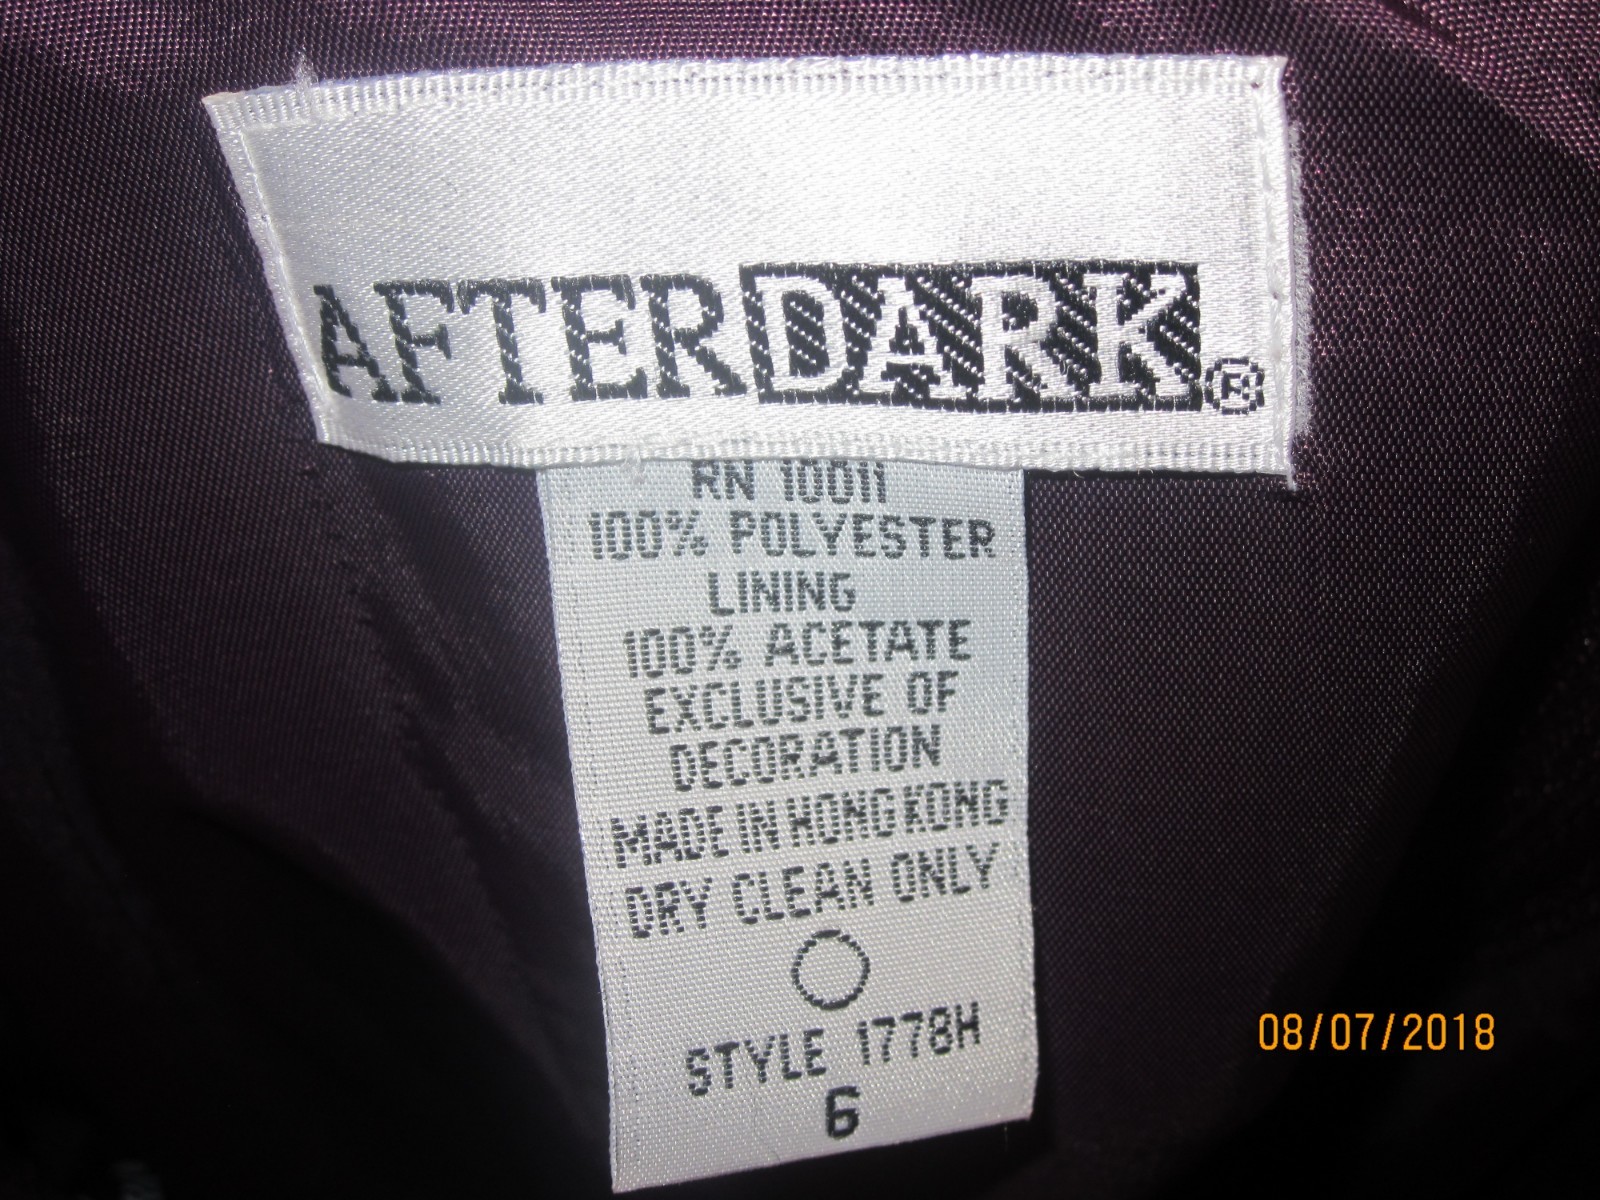 AFTERDARK®
RN 10011
100% POLYESTER
LINING
100% ACETATE
EXCLUSIVE OF
DECORATION
MADE IN HONG KONG
DRY CLEAN ONLY
STYLE 1778H
6
08/07/2018